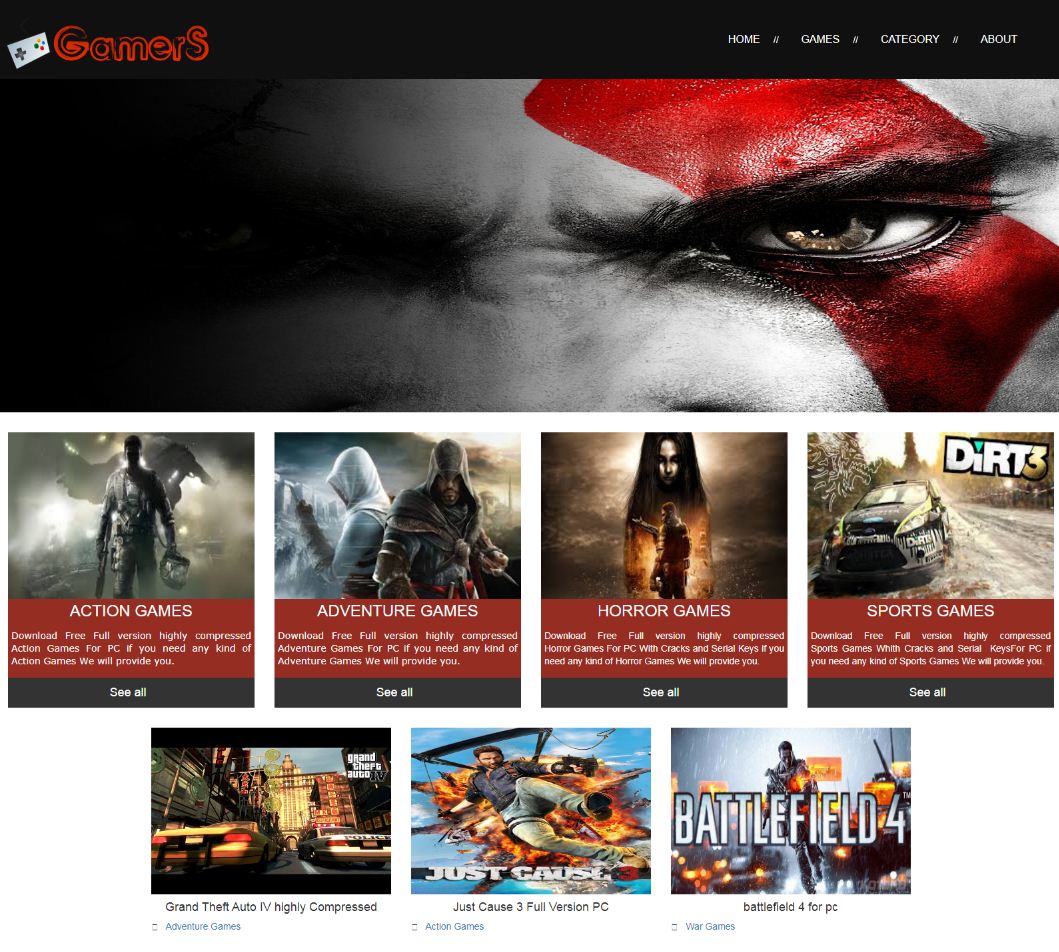 GamerS
HOME // GAMES // CATEGORY // ABOUT
DiRT3
ACTION GAMES
Download Free Full version highly compressed
Action Games For PC if you need any kind of
Action Games We will provide you.
See all
ADVENTURE GAMES
Download Free Full version highly compressed
Adventure Games For PC if you need any kind of
Adventure Games We will provide you.
See all
HORROR GAMES
Download Free Full version highly compressed
Horror Games For PC With Cracks and Serial Keys if you
need any kind of Horror Games We will provide you.
See all
SPORTS GAMES
Download Free Full version highly compressed
Sports Games Whith Cracks and Serial KeysFor PC if
you need any kind of Sports Games We will provide you.
See all
grand
theft
auto IV
POLICE
Grand Theft Auto IV highly Compressed
Adventure Games
JUST CAUSE 3
Just Cause 3 Full Version PC
Action Games
BATTLEFIELD 4™
battlefield 4 for pc
War Games